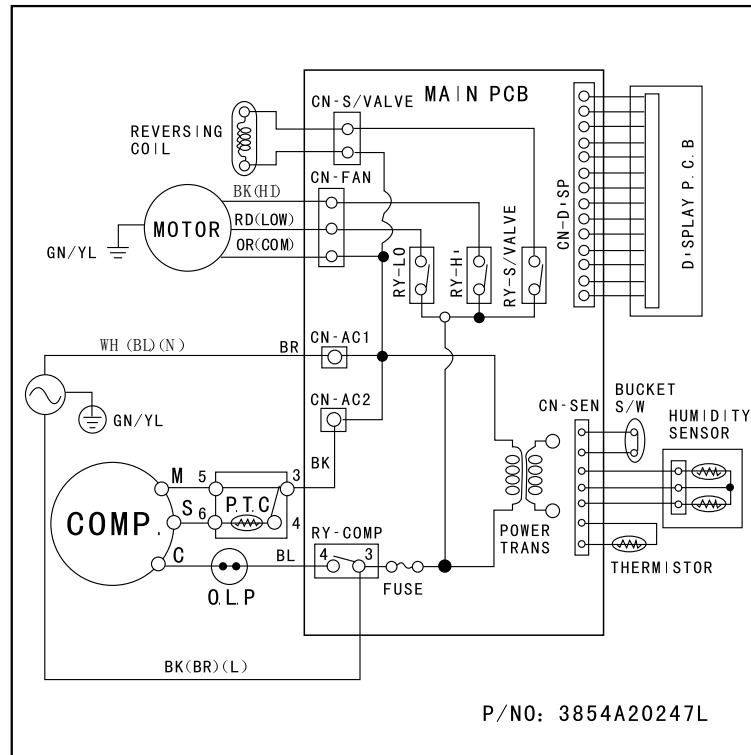 CN-S/VALVE
MAIN PCB
REVERSING
COIL
CN-FAN
BK(HI)
RD(LOW)
OR(COM)
MOTOR
GN/YL
RY-LO
RY-HI
RY-S/VALVE
CN-DISP
DISPLAY P.C.B
WH (BL)(N)
BR
CN-AC1
CN-AC2
GN/YL
BK
CN-SEN
BUCKET
S/W
HUMIDITY
SENSOR
M 5 3
P.T.C
S 6 4
COMP.
C
BL
O.L.P
RY-COMP
4 3
FUSE
POWER
TRANS
THERMISTOR
BK(BR)(L)
P/NO: 3854A20247L